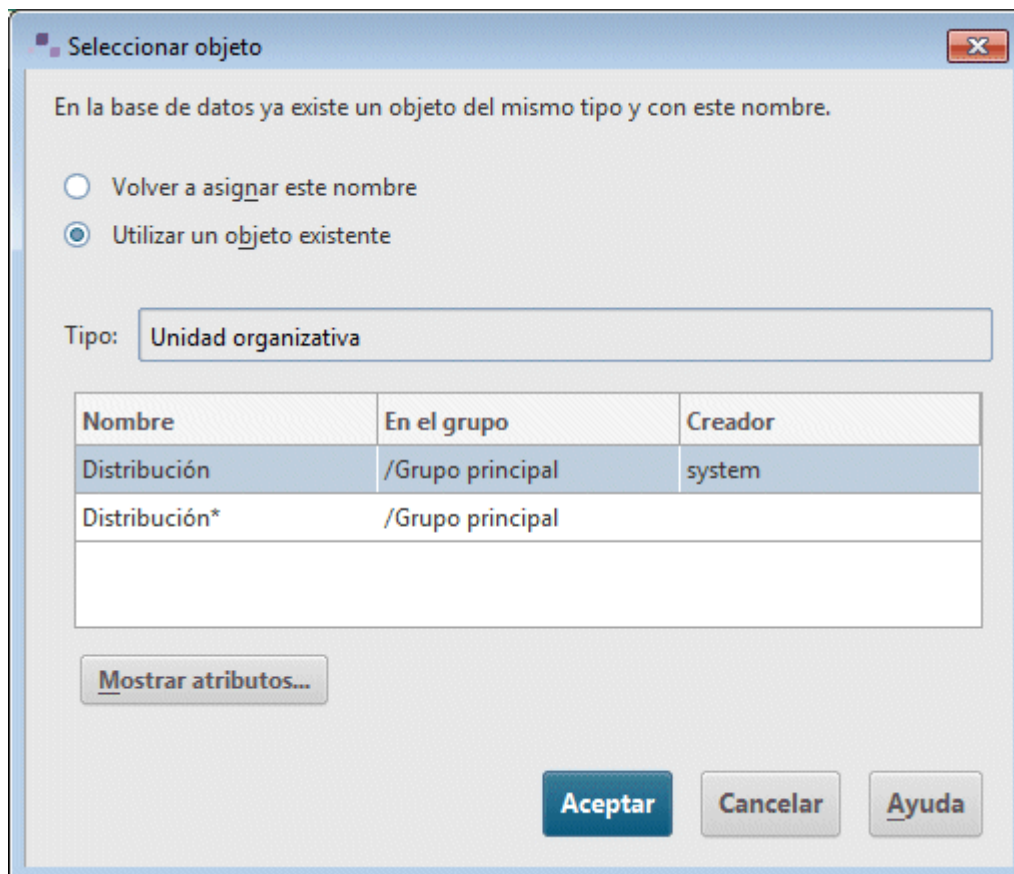 Seleccionar objeto
En la base de datos ya existe un objeto del mismo tipo y con este nombre.
Volver a asignar este nombre
Utilizar un objeto existente
Tipo: Unidad organizativa
Nombre En el grupo Creador
Distribución /Grupo principal system
Distribución* /Grupo principal
Mostrar atributos...
Aceptar Cancelar Ayuda